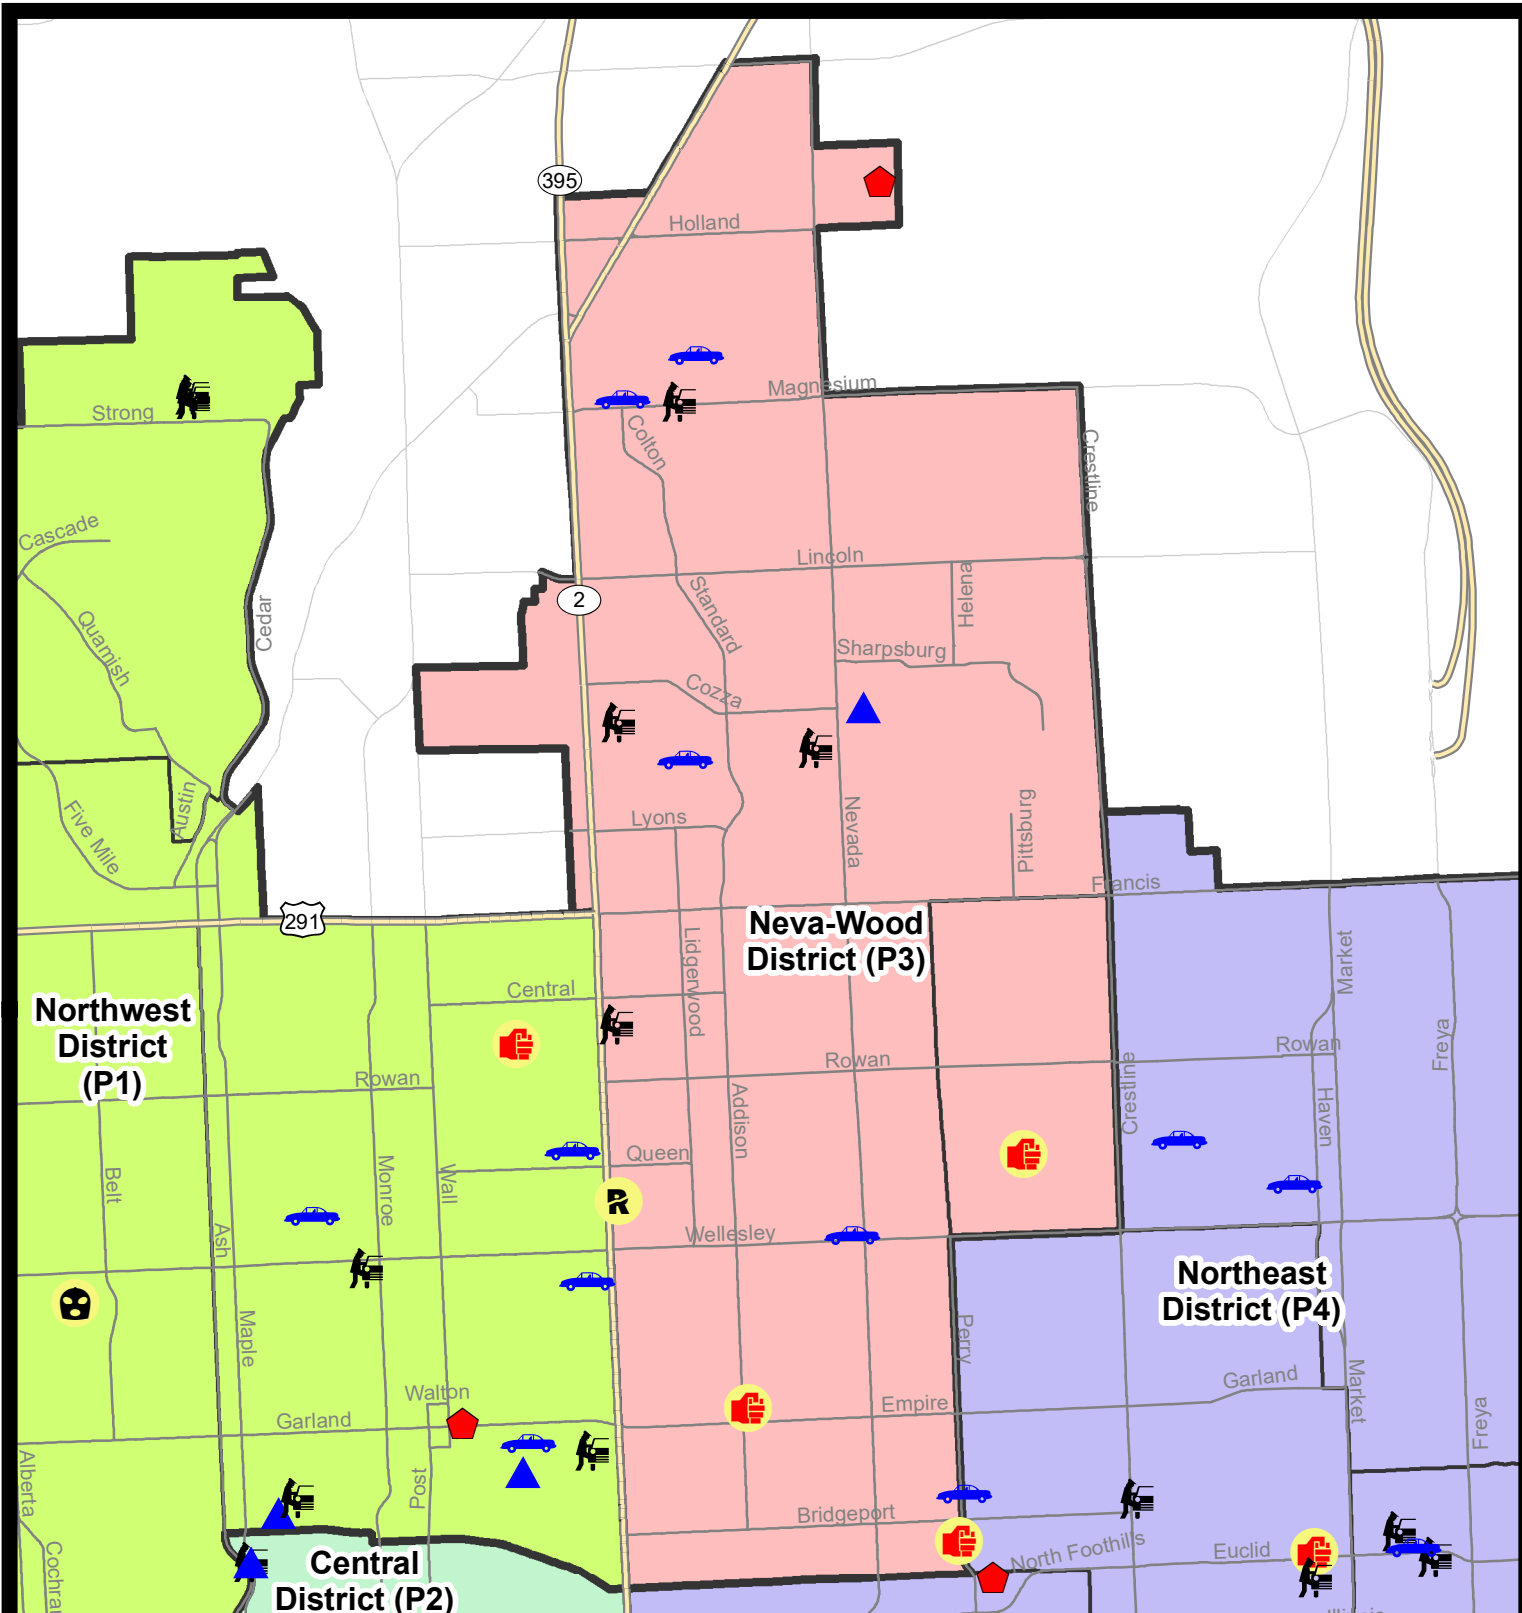 395
Holland
Magnesium
Strong
Colton
Crestline
Cascade
Lincoln
Helena
2
Standard
Cedar
Quamish
Sharpsburg
Cozza
Austin
Five Mile
Lyons
Nevada
Pittsburg
Francis
291
Neva-Wood
District (P3)
Lidgerwood
Market
Central
Northwest
District
(P1)
Rowan
Rowan
Rowan
Freya
Crestline
Addison
Haven
Queen
Belt
Monroe
Wall
Ash
Wellesley
R
Northeast
District (P4)
Maple
Perry
Walton
Garland
Empire
Garland
Market
Freya
Alberta
Post
Bridgeport
North Foothills
Euclid
Central
District (P2)